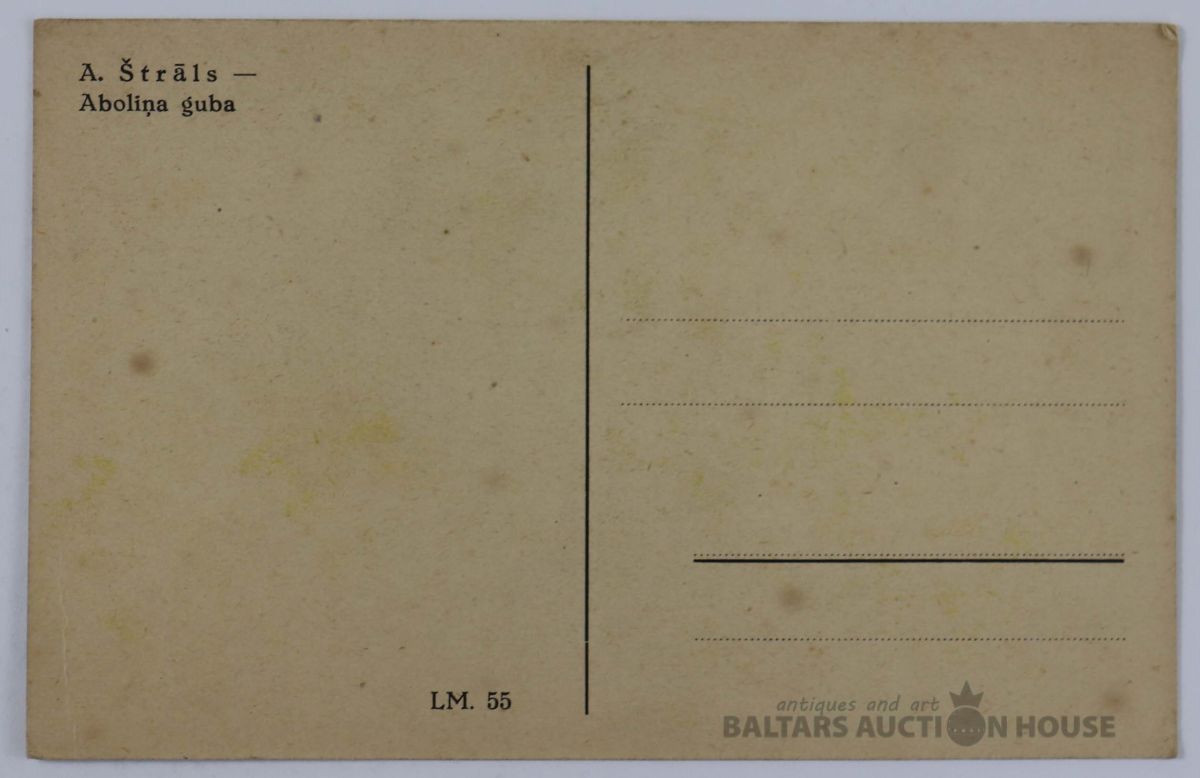 A. Štrāls —
Aboliņa guba
LM. 55
antiques and art
BALTARS AUCTION HOUSE